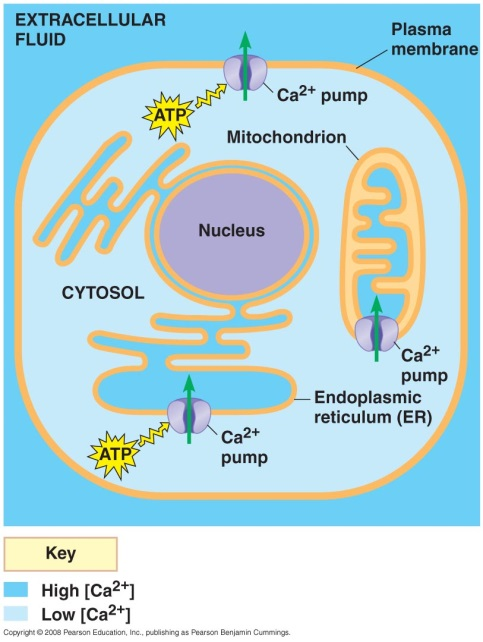 EXTRACELLULAR
FLUID
Plasma
membrane
Ca2+ pump
ATP
Mitochondrion
Nucleus
CYTOSOL
Ca2+
pump
Endoplasmic
reticulum (ER)
Ca2+
pump
ATP
Key
High [Ca2+]
Low [Ca2+]
Copyright © 2008 Pearson Education, Inc., publishing as Pearson Benjamin Cummings.